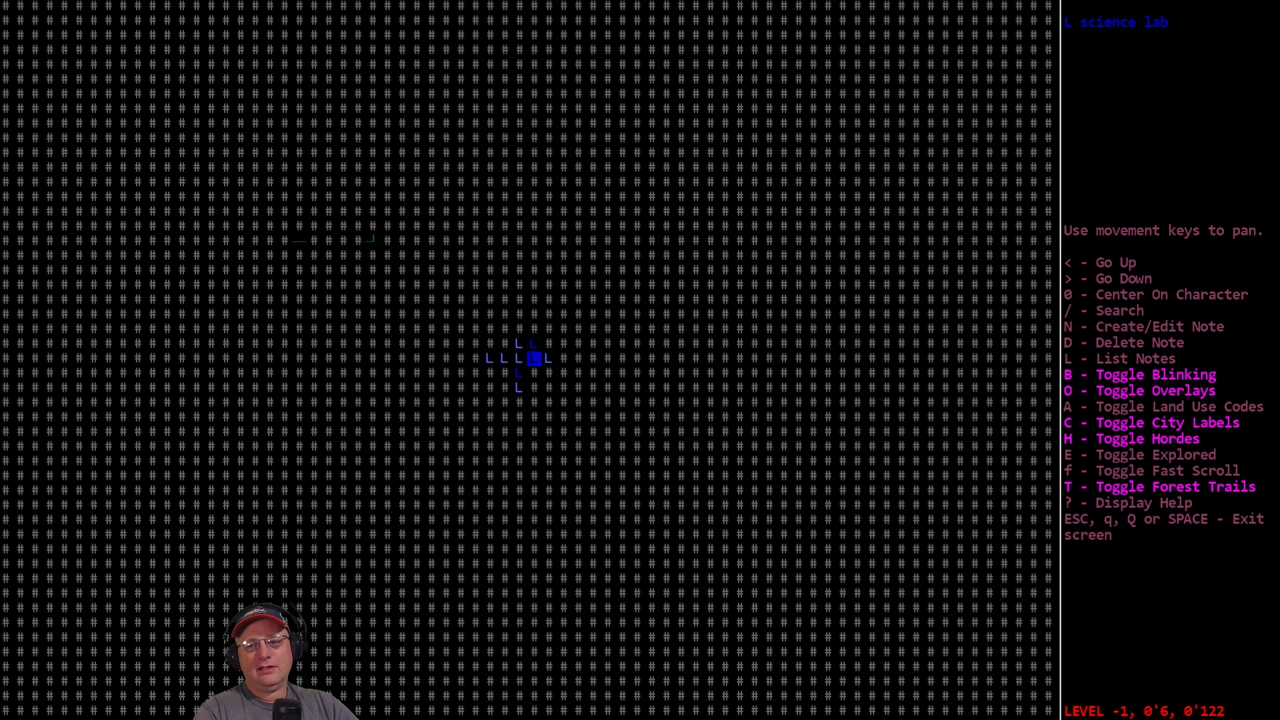 L science lab
Use movement keys to pan.
< - Go Up
> - Go Down
0 - Center On Character
/ - Search
N - Create/Edit Note
D - Delete Note
L - List Notes
B - Toggle Blinking
O - Toggle Overlays
A - Toggle Land Use Codes
C - Toggle City Labels
H - Toggle Hordes
E - Toggle Explored
f - Toggle Fast Scroll
T - Toggle Forest Trails
? - Display Help
ESC, q, Q or SPACE - Exit
screen
L L
L L L L L
L
L
LEVEL -1, 0'6, 0'122